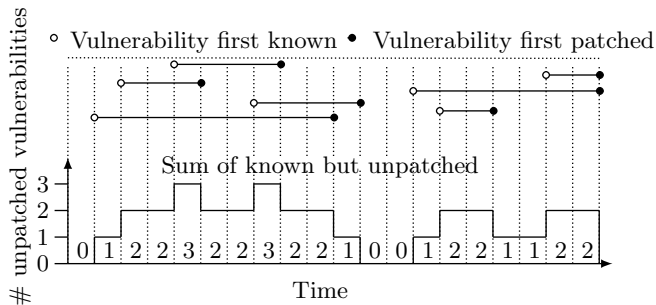 Vulnerability first known Vulnerability first patched
# unpatched vulnerabilities
Sum of known but unpatched
3
2
1
0
0 1 2 2 3 2 2 3 2 2 1 0 0 1 2 2 1 1 2 2
Time